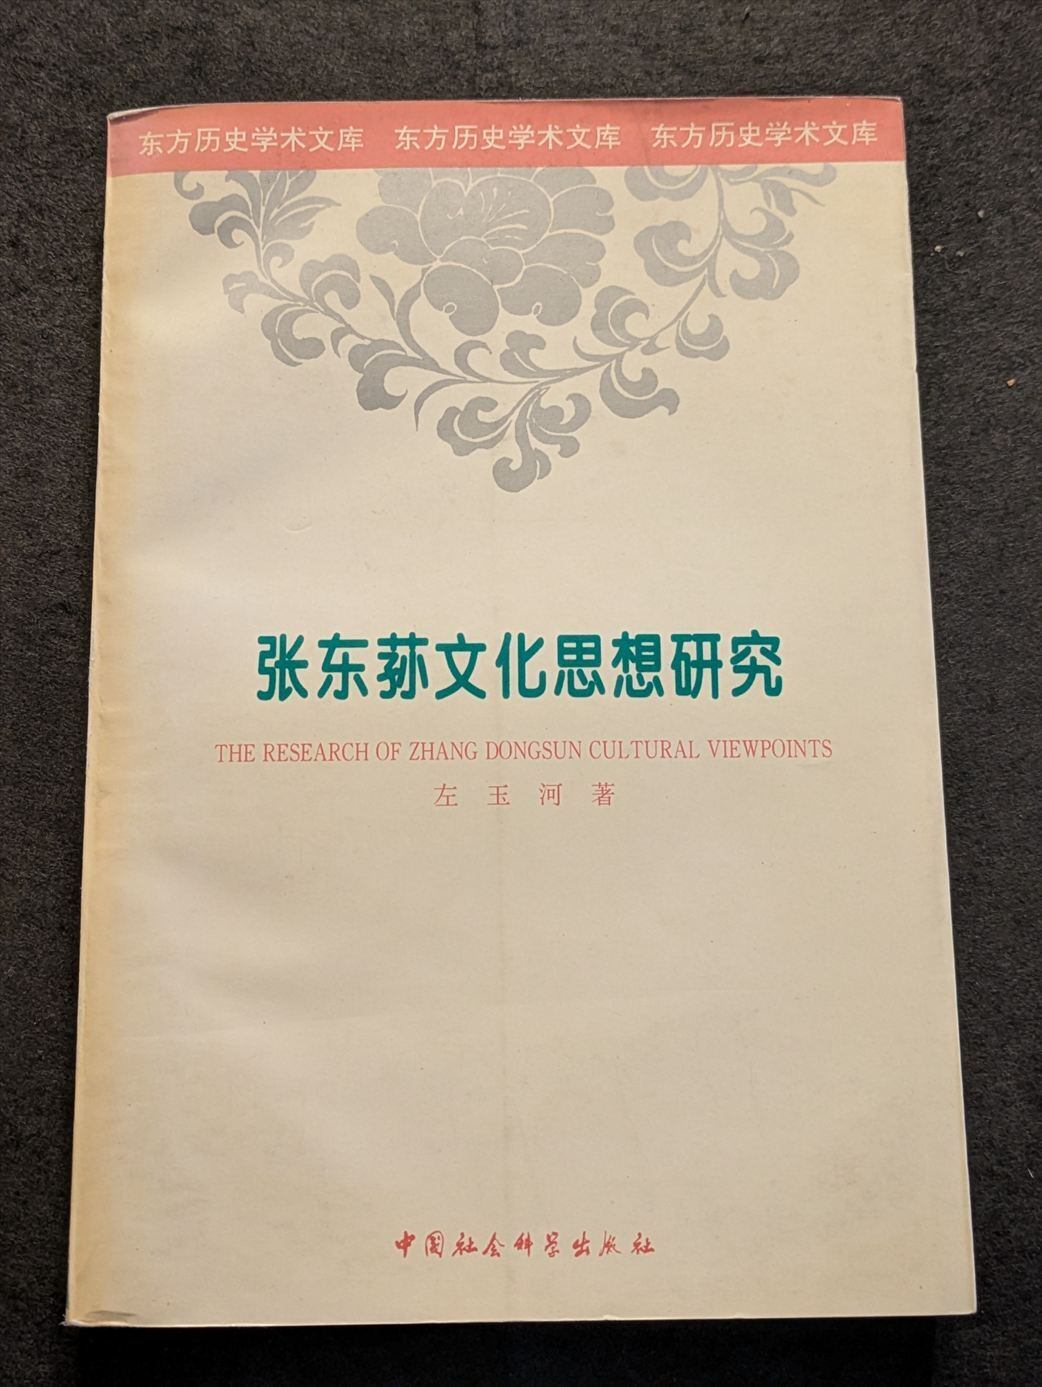 东方历史学术文库 东方历史学术文库 东方历史学术文库
张东荪文化思想研究
THE RESEARCH OF ZHANG DONGSUN CULTURAL VIEWPOINTS
左玉河著
中国社会科学出版社